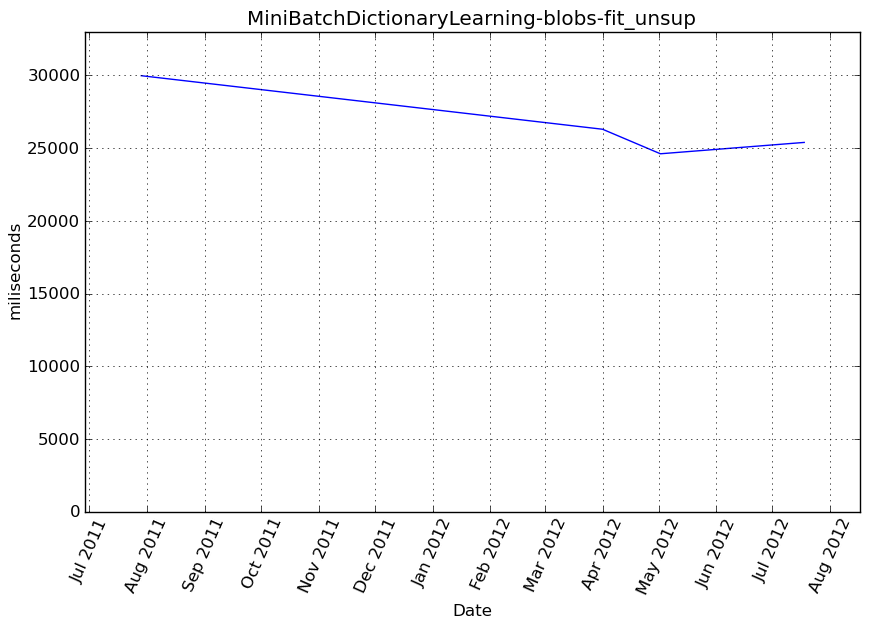 MiniBatchDictionaryLearning-blobs-fit_unsup
30000
25000
20000
15000
10000
5000
0
miliseconds
Jul 2011
Aug 2011
Sep 2011
Oct 2011
Nov 2011
Dec 2011
Jan 2012
Feb 2012
Mar 2012
Apr 2012
May 2012
Jun 2012
Jul 2012
Aug 2012
Date